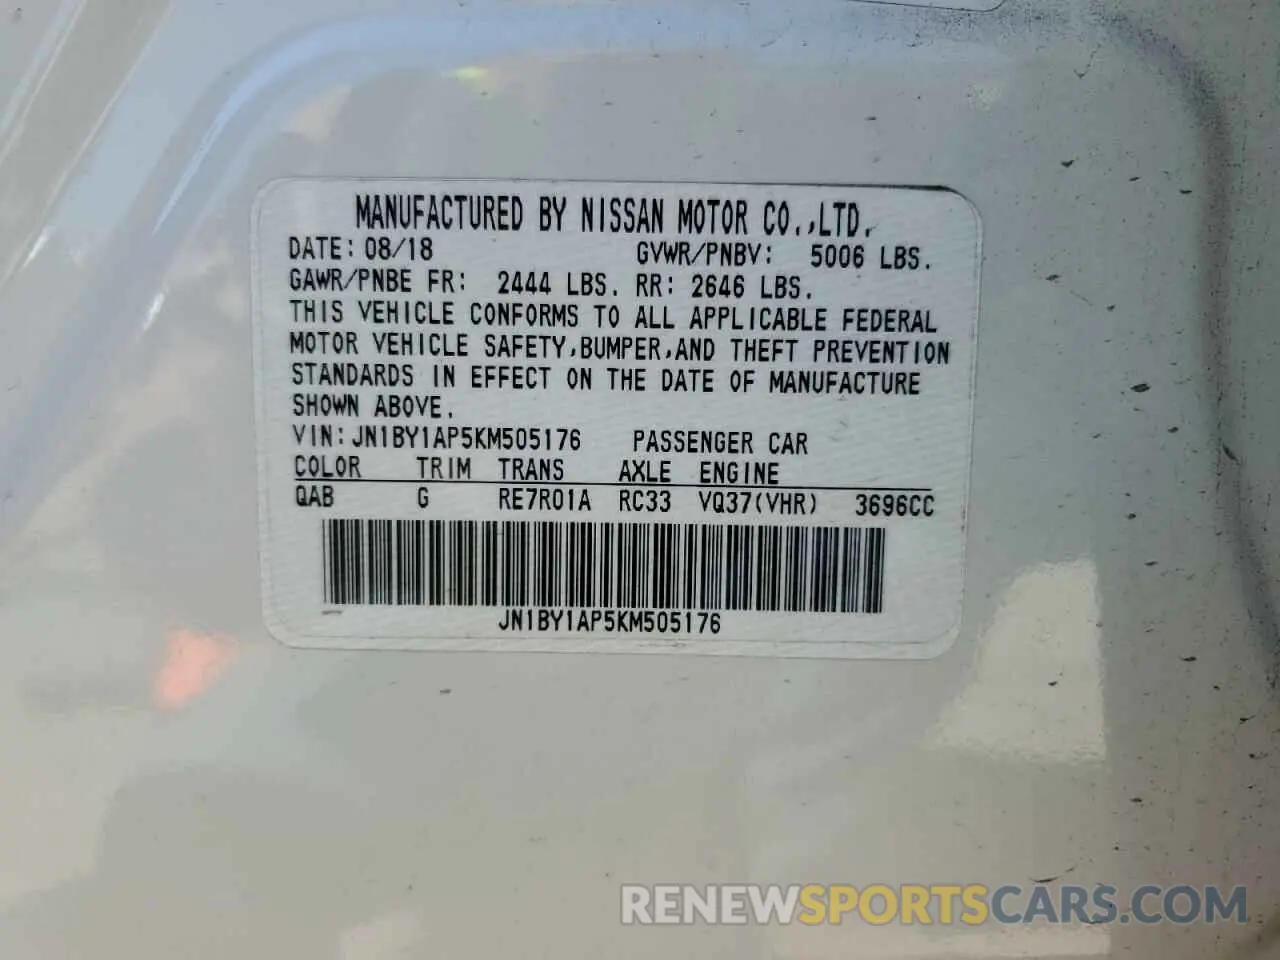 MANUFACTURED BY NISSAN MOTOR CO.,LTD.
DATE: 08/18 GVWR/PNBV: 5006 LBS.
GAWR/PNBE FR: 2444 LBS. RR: 2646 LBS.
THIS VEHICLE CONFORMS TO ALL APPLICABLE FEDERAL
MOTOR VEHICLE SAFETY,BUMPER,AND THEFT PREVENTION
STANDARDS IN EFFECT ON THE DATE OF MANUFACTURE
SHOWN ABOVE.
VIN: JN1BY1AP5KM505176 PASSENGER CAR
COLOR TRIM TRANS AXLE ENGINE
QAB G RE7R01A RC33 VQ37(VHR) 3696CC
JN1BY1AP5KM505176
RENEWSPORTSCARS.COM